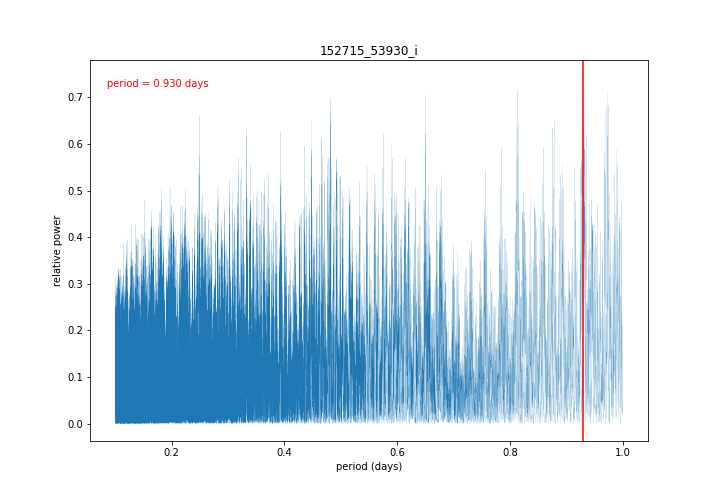 152715_53930_i
period = 0.930 days
relative power
0.7
0.6
0.5
0.4
0.3
0.2
0.1
0.0
0.2 0.4 0.6 0.8 1.0
period (days)